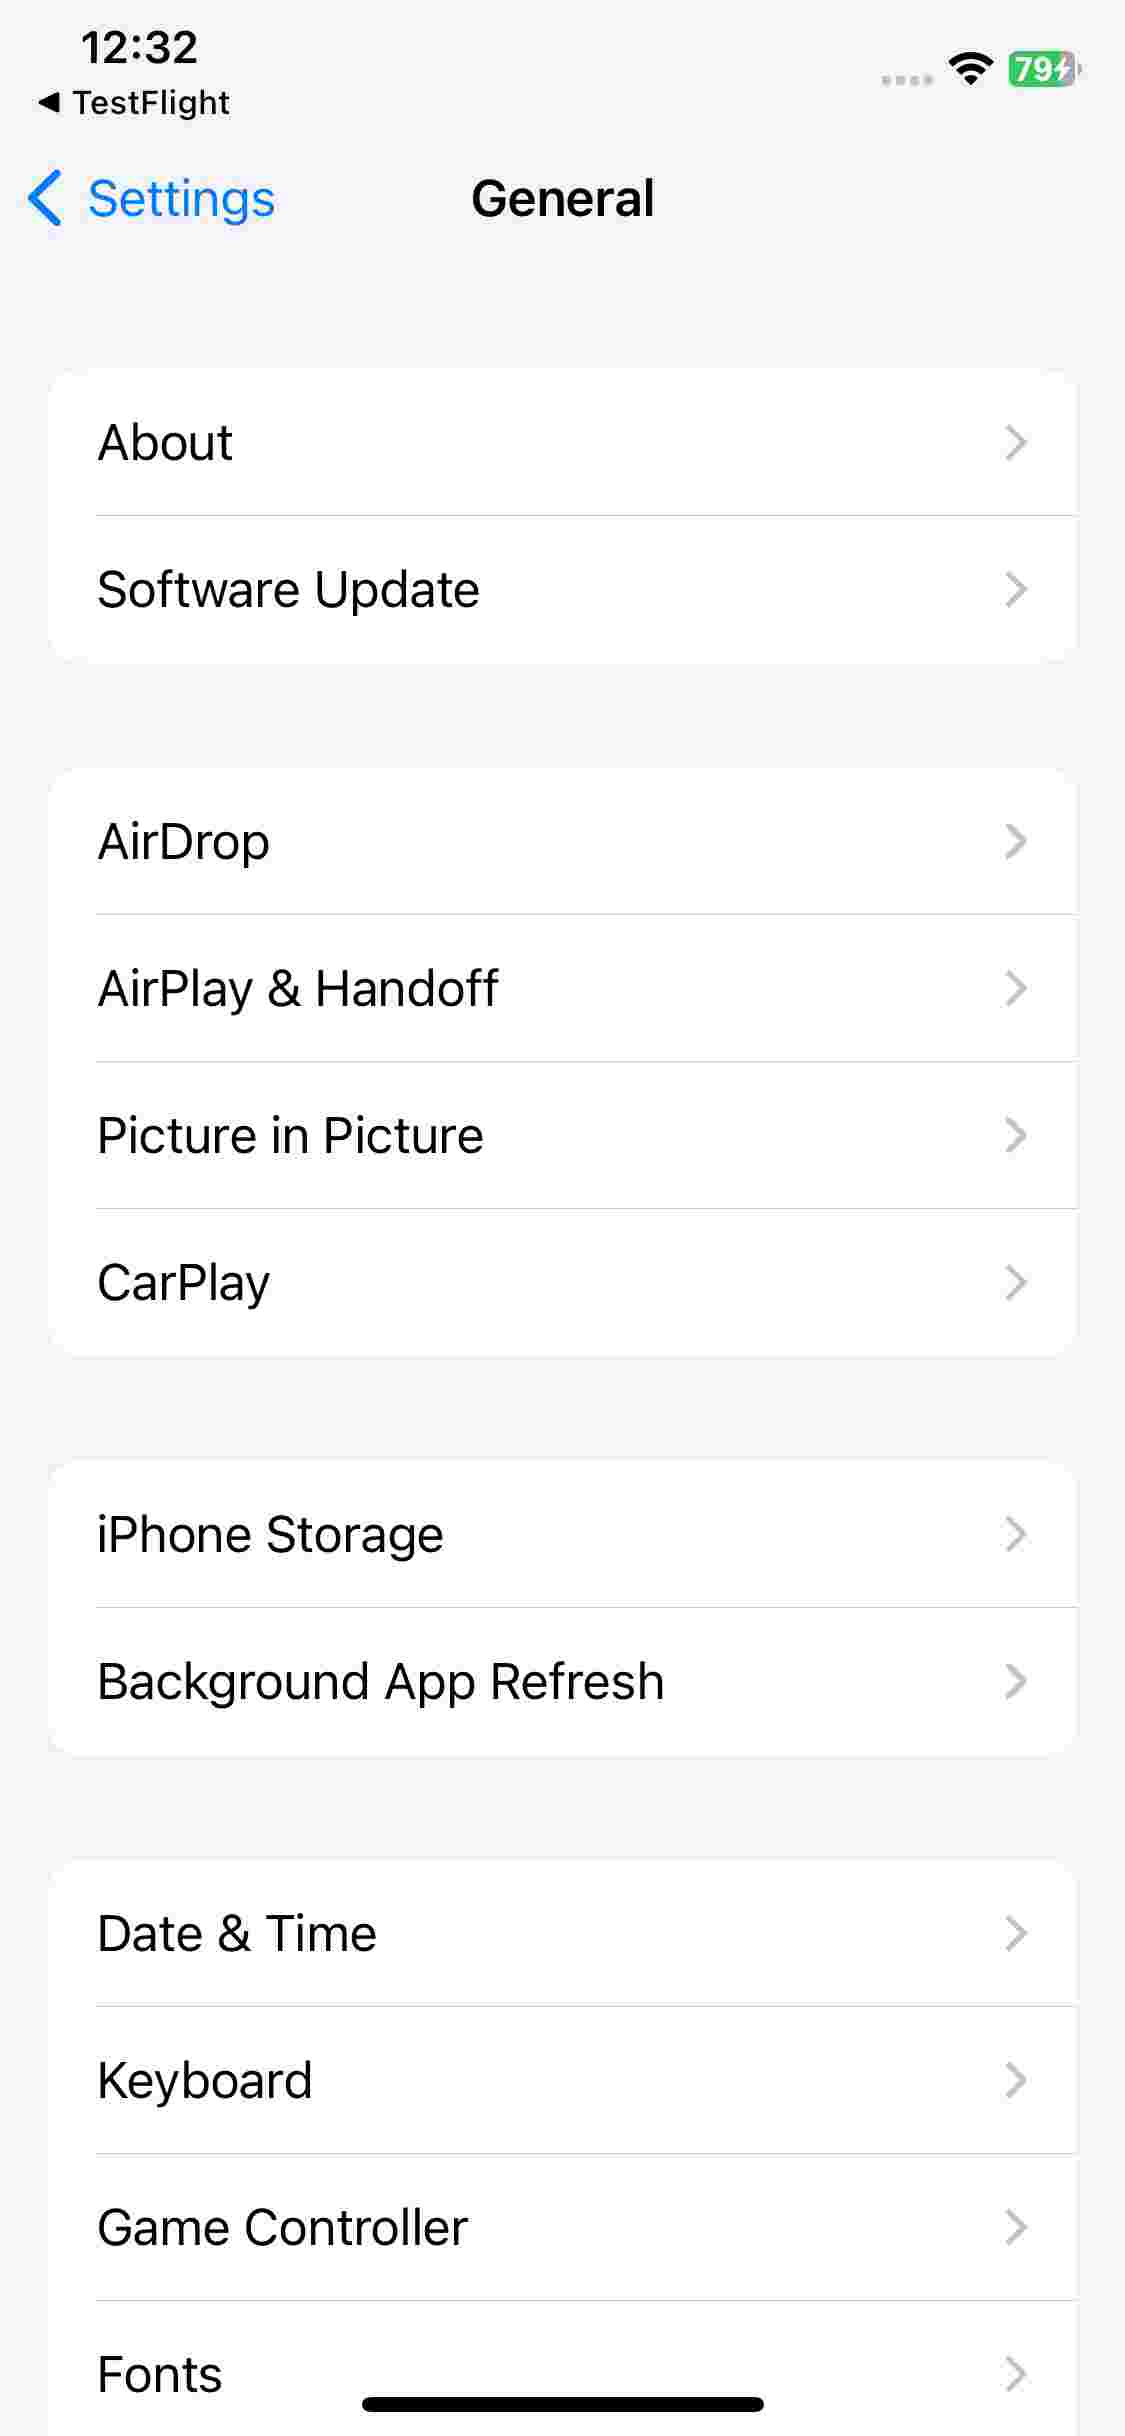 12:32
◀ TestFlight
79
Settings
General
About
Software Update
AirDrop
AirPlay & Handoff
Picture in Picture
CarPlay
iPhone Storage
Background App Refresh
Date & Time
Keyboard
Game Controller
Fonts